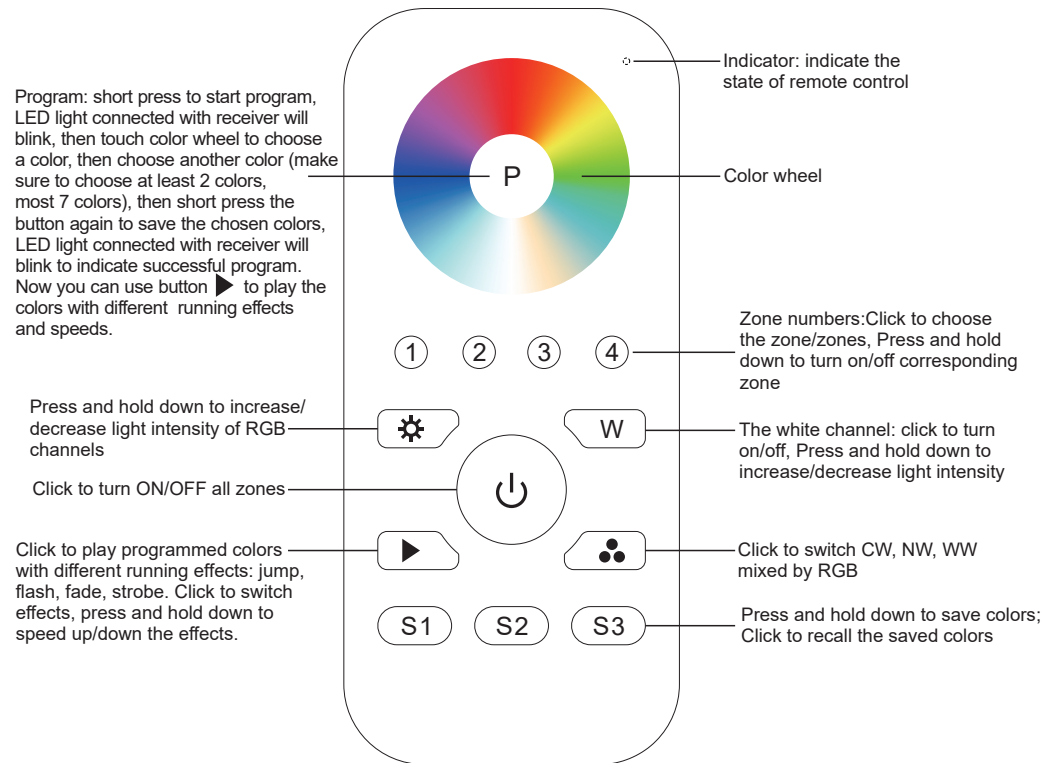 Indicator: indicate the
state of remote control
Program: short press to start program,
LED light connected with receiver will
blink, then touch color wheel to choose
a color, then choose another color (make
sure to choose at least 2 colors,
most 7 colors), then short press the
button again to save the chosen colors,
LED light connected with receiver will
blink to indicate successful program.
Now you can use button ▶ to play the
colors with different running effects
and speeds.
P
Color wheel
Zone numbers:Click to choose
the zone/zones, Press and hold
down to turn on/off corresponding
zone
1 2 3 4
Press and hold down to increase/
decrease light intensity of RGB
channels
W
The white channel: click to turn
on/off, Press and hold down to
increase/decrease light intensity
Click to turn ON/OFF all zones
Click to play programmed colors
with different running effects: jump,
flash, fade, strobe. Click to switch
effects, press and hold down to
speed up/down the effects.
Click to switch CW, NW, WW
mixed by RGB
S1 S2 S3
Press and hold down to save colors;
Click to recall the saved colors